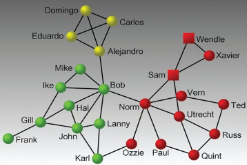 Domingo
Carlos
Eduardo
Alejandro
Wendle
Xavier
Mike
Sam
Ike
Bob
Vern
Hal
Norm
Ted
Gill
Lanny
Utrecht
John
Russ
Frank
Ozzie
Paul
Karl
Quint